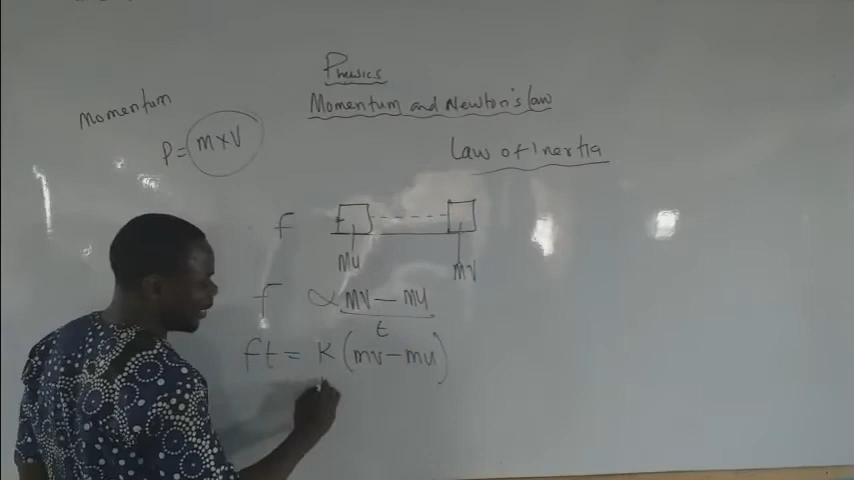 Physics
Momentum and Newton's law
Momentum
P = m x V
Law of Inertia
f
mu
mv
f ∝ mv — mu
t
ft = K (mv - mu)